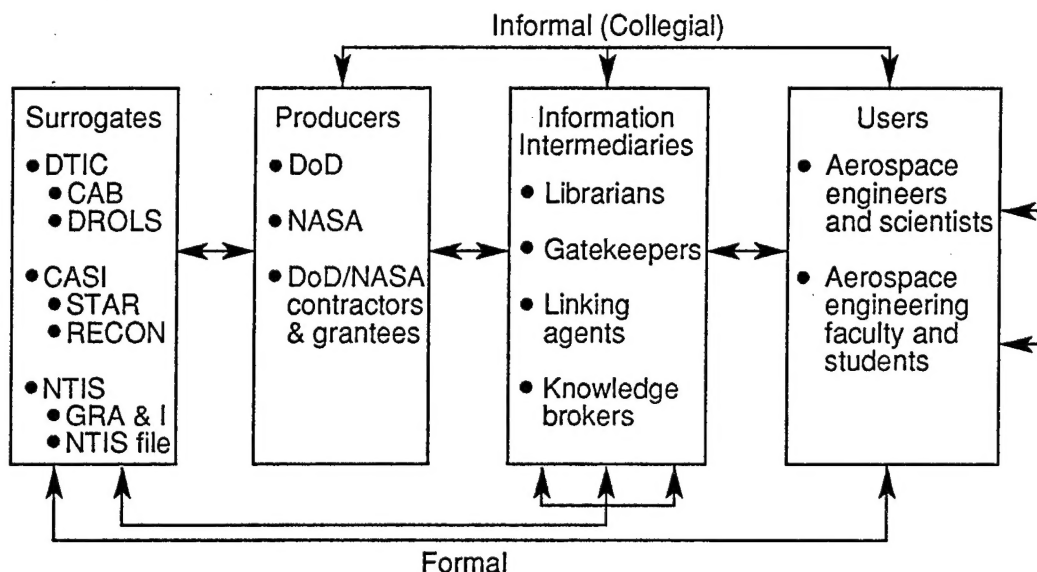 Informal (Collegial)
Surrogates
● DTIC
● CAB
● DROLS
● CASI
● STAR
● RECON
● NTIS
● GRA & I
● NTIS file
Producers
● DoD
● NASA
● DoD/NASA
contractors
& grantees
Information
Intermediaries
● Librarians
● Gatekeepers
● Linking
agents
● Knowledge
brokers
Users
● Aerospace
engineers
and scientists
● Aerospace
engineering
faculty and
students
Formal